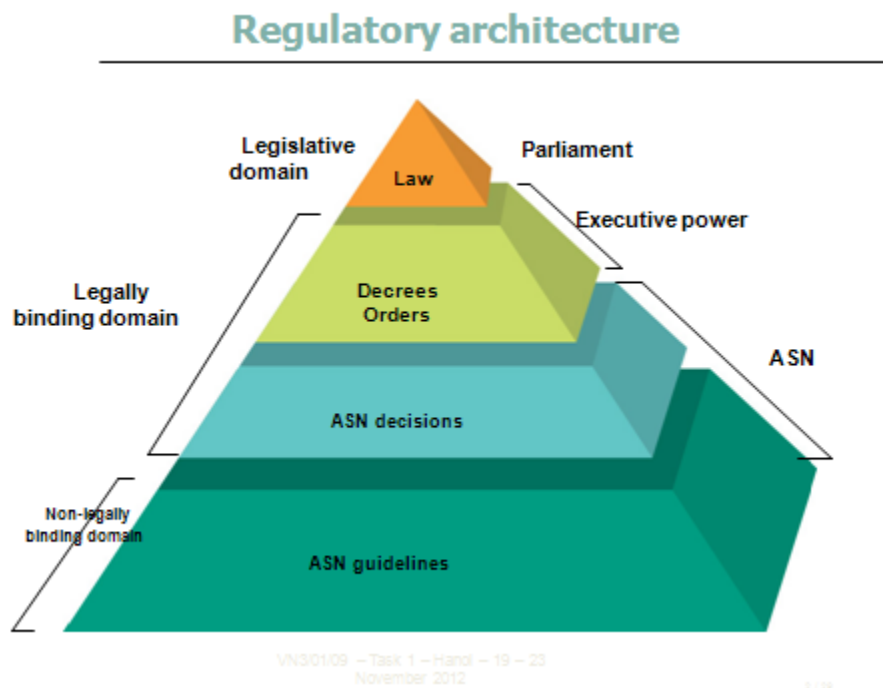 Regulatory architecture
Legislative
domain
Parliament
Law
Executive power
Legally
binding domain
Decrees
Orders
ASN
ASN decisions
Non-legally
binding domain
ASN guidelines
VN3/01/09 – Task 1 – Hanoi – 19 – 23
November 2012